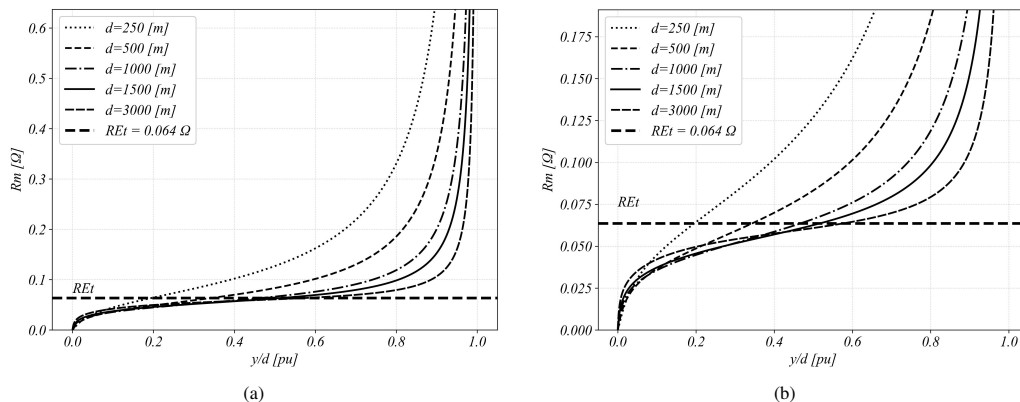 0.6
0.5
0.4
0.3
0.2
0.1
0.0
Rm [Ω]
d=250 [m]
d=500 [m]
d=1000 [m]
d=1500 [m]
d=3000 [m]
REt = 0.064 Ω
REt
0.0 0.2 0.4 0.6 0.8 1.0
y/d [pu]
(a)
0.175
0.150
0.125
0.100
0.075
0.050
0.025
0.000
Rm [Ω]
d=250 [m]
d=500 [m]
d=1000 [m]
d=1500 [m]
d=3000 [m]
REt = 0.064 Ω
REt
0.0 0.2 0.4 0.6 0.8 1.0
y/d [pu]
(b)